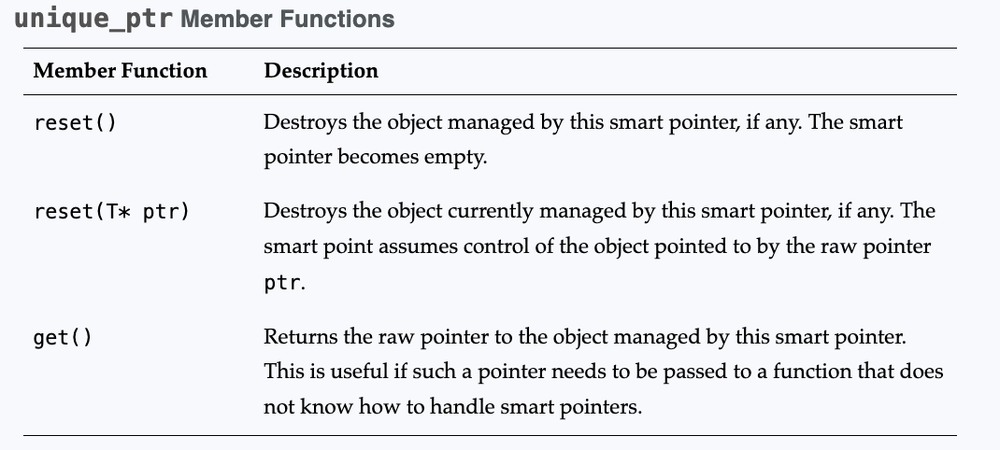 unique_ptr Member Functions
Member Function Description
reset() Destroys the object managed by this smart pointer, if any. The smart
pointer becomes empty.
reset(T* ptr) Destroys the object currently managed by this smart pointer, if any. The
smart point assumes control of the object pointed to by the raw pointer
ptr.
get() Returns the raw pointer to the object managed by this smart pointer.
This is useful if such a pointer needs to be passed to a function that does
not know how to handle smart pointers.